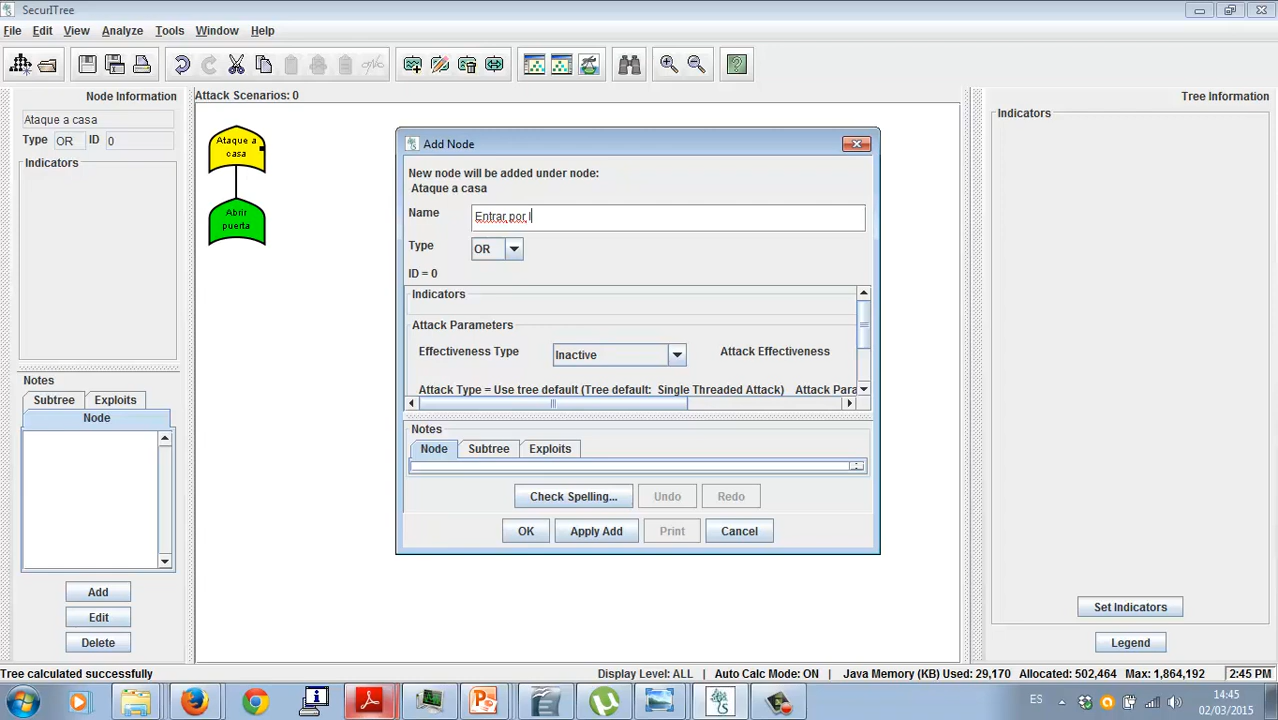 SecurITree
File Edit View Analyze Tools Window Help
Node Information
Ataque a casa
Type OR ID 0
Indicators
Notes
Subtree Exploits
Node
Add
Edit
Delete
Attack Scenarios: 0
Ataque a
casa
Abrir
puerta
Add Node
New node will be added under node:
Ataque a casa
Name Entrar por l
Type OR
ID = 0
Indicators
Attack Parameters
Effectiveness Type Inactive Attack Effectiveness
Attack Type = Use tree default (Tree default: Single Threaded Attack) Attack Para
Notes
Node Subtree Exploits
Check Spelling... Undo Redo
OK Apply Add Print Cancel
Tree Information
Indicators
Set Indicators
Legend
Tree calculated successfully Display Level: ALL Auto Calc Mode: ON Java Memory (KB) Used: 29,170 Allocated: 502,464 Max: 1,864,192 2:45 PM
ES 14:45
02/03/2015